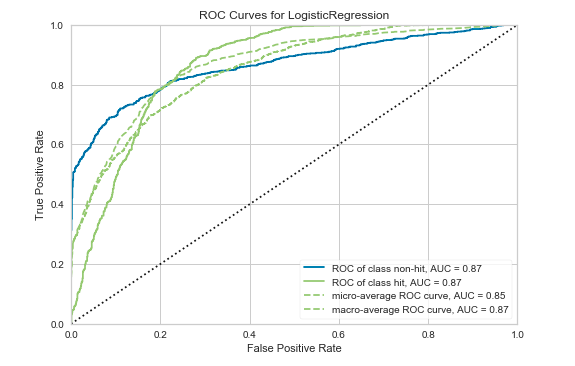 ROC Curves for LogisticRegression
1.0
0.8
0.6
0.4
0.2
0.0
True Positive Rate
ROC of class non-hit, AUC = 0.87
ROC of class hit, AUC = 0.87
micro-average ROC curve, AUC = 0.85
macro-average ROC curve, AUC = 0.87
0.0 0.2 0.4 0.6 0.8 1.0
False Positive Rate